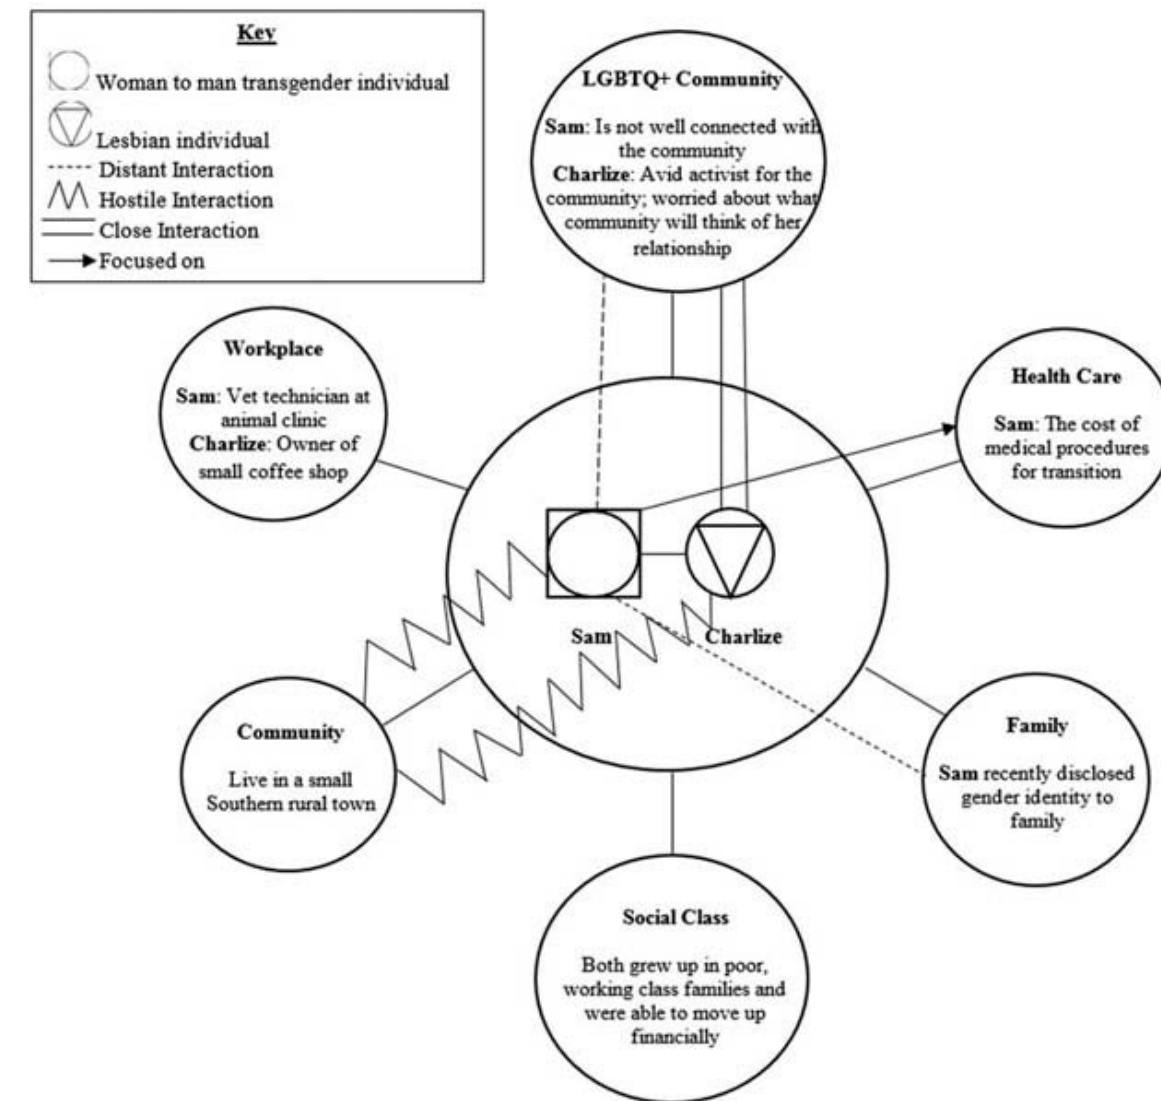 Key
Woman to man transgender individual
Lesbian individual
Distant Interaction
Hostile Interaction
Close Interaction
Focused on
LGBTQ+ Community
Sam: Is not well connected with
the community
Charlize: Avid activist for the
community; worried about what
community will think of her
relationship
Workplace
Sam: Vet technician at
animal clinic
Charlize: Owner of
small coffee shop
Health Care
Sam: The cost of
medical procedures
for transition
Sam
Charlize
Community
Live in a small
Southern rural town
Family
Sam recently disclosed
gender identity to
family
Social Class
Both grew up in poor,
working class families and
were able to move up
financially